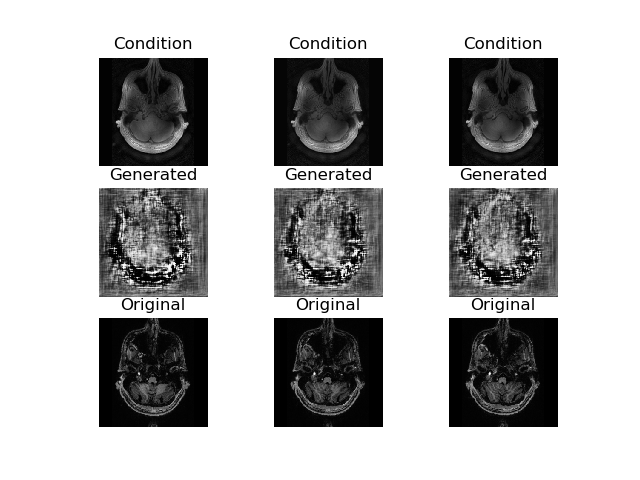 Condition Condition Condition
Generated Generated Generated
Original Original Original